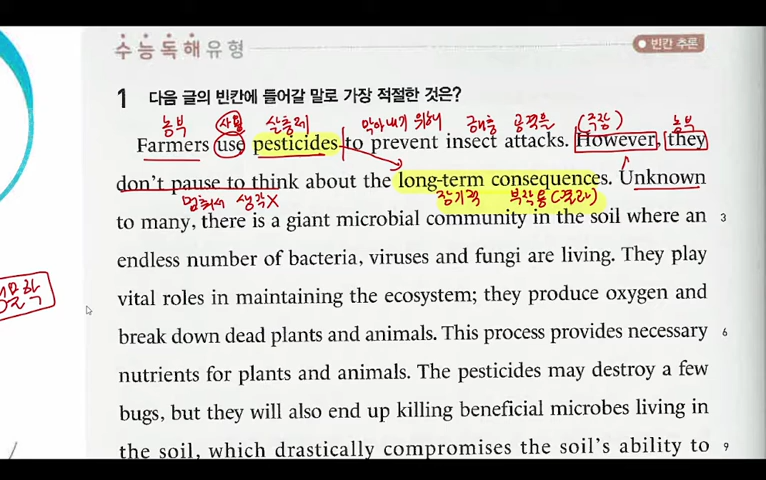 수능독해유형
빈칸 추론
1 다음 글의 빈칸에 들어갈 말로 가장 적절한 것은?
농부 사용 살충제 막아내기 위해 해충 공격을 (주장) 농부
Farmers use pesticides to prevent insect attacks. However, they
don't pause to think about the long-term consequences. Unknown
멈춰서 생각X 장기적 부작용(결과)
to many, there is a giant microbial community in the soil where an 3
endless number of bacteria, viruses and fungi are living. They play
vital roles in maintaining the ecosystem; they produce oxygen and
break down dead plants and animals. This process provides necessary 6
nutrients for plants and animals. The pesticides may destroy a few
bugs, but they will also end up killing beneficial microbes living in
the soil, which drastically compromises the soil's ability to 9